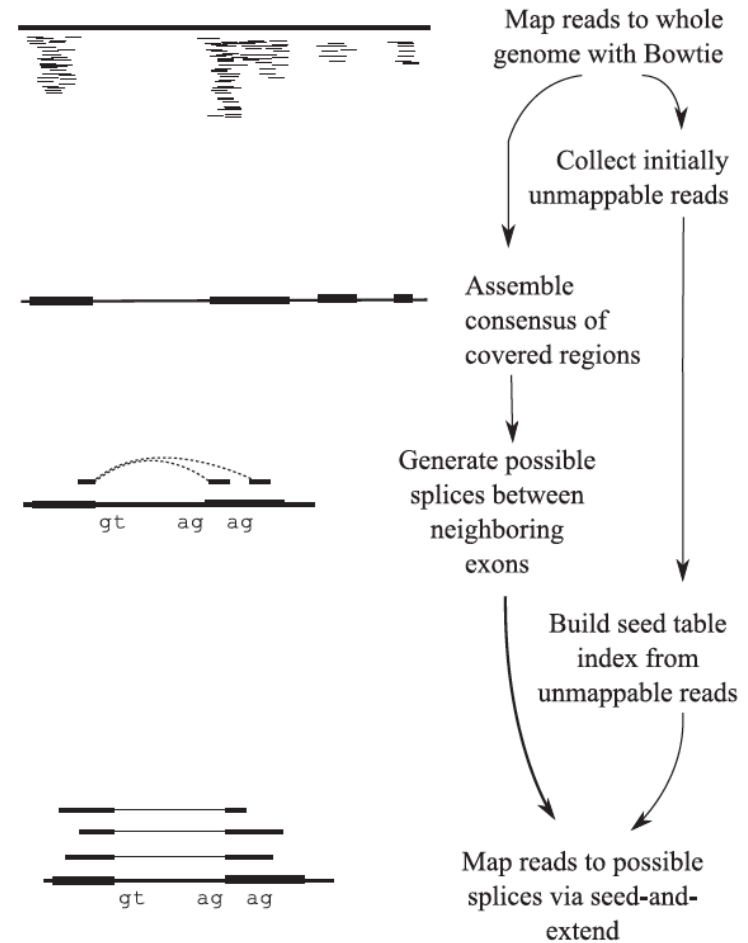 Map reads to whole
genome with Bowtie
Collect initially
unmappable reads
Assemble
consensus of
covered regions
Generate possible
splices between
neighboring
exons
gt ag ag
Build seed table
index from
unmappable reads
Map reads to possible
splices via seed-and-
extend
gt ag ag